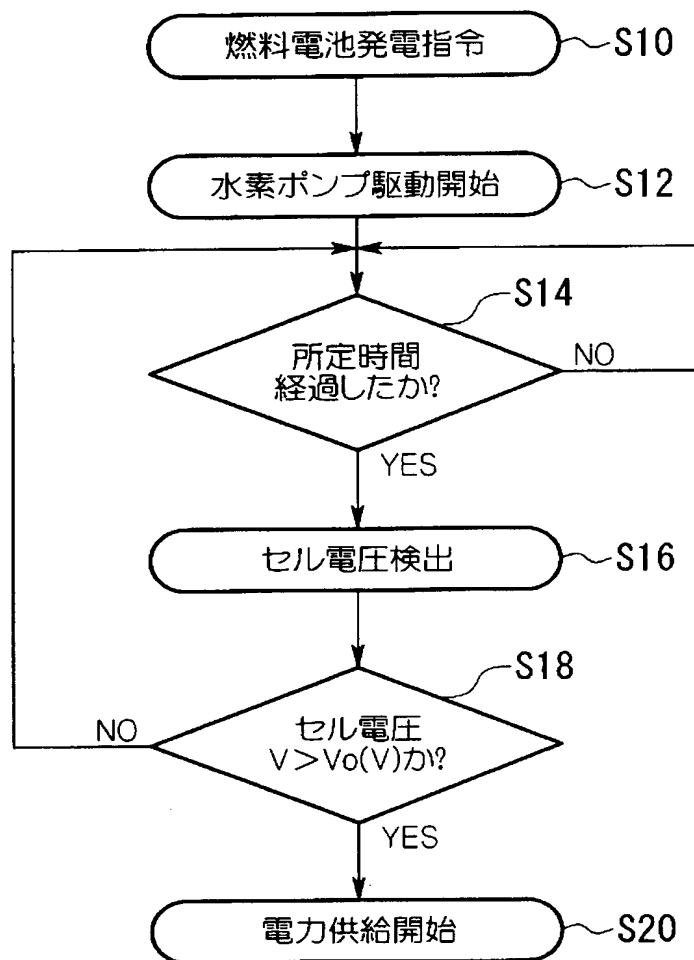 燃料電池発電指令 S10
水素ポンプ駆動開始 S12
S14
所定時間
経過したか?
NO
YES
セル電圧検出 S16
S18
NO
セル電圧
V>Vo(V)か?
YES
電力供給開始 S20